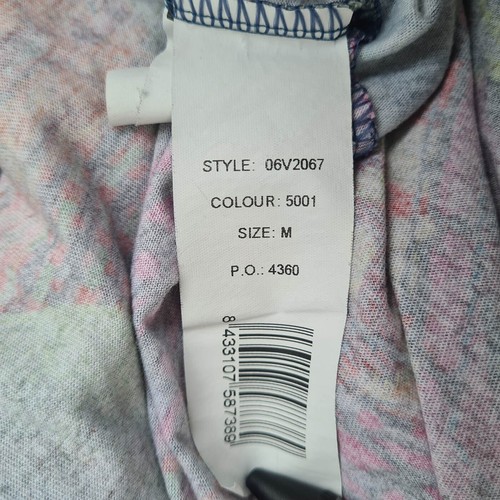 STYLE: 06V2067
COLOUR: 5001
SIZE: M
P.O.: 4360
8 433107 587389